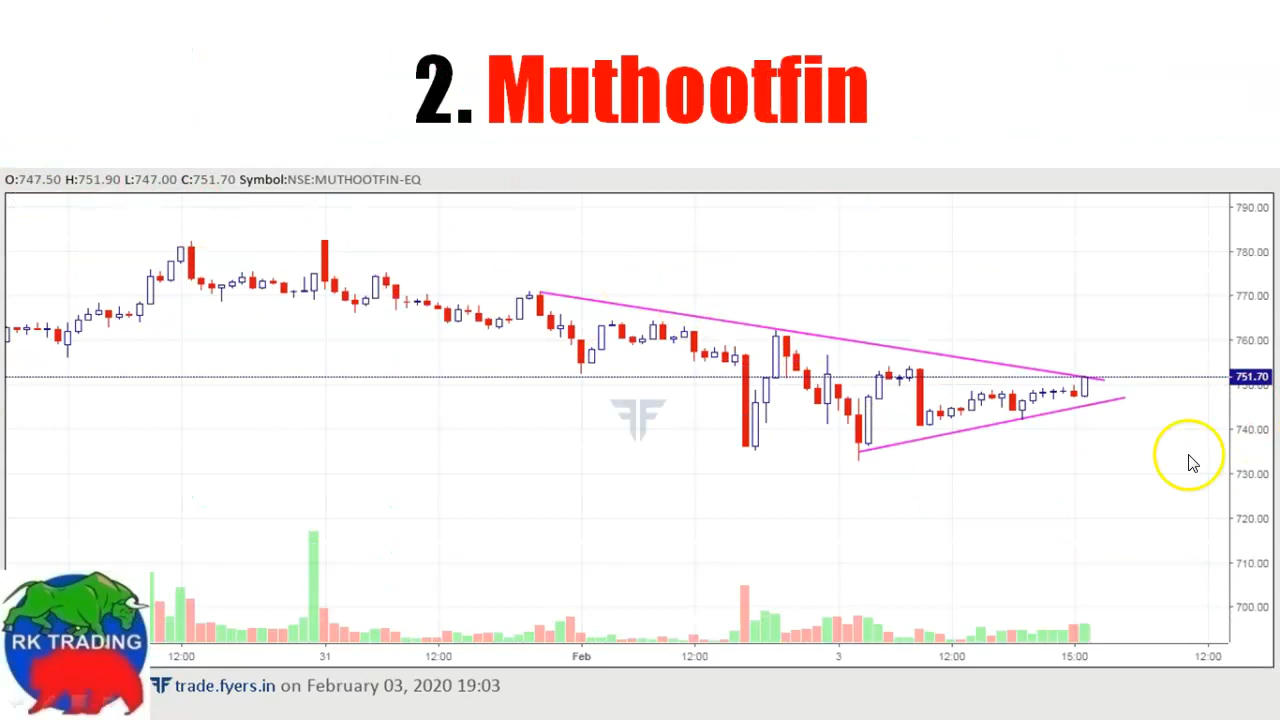 2. Muthootfin
O:747.50 H:751.90 L:747.00 C:751.70 Symbol:NSE:MUTHOOTFIN-EQ
790.00
780.00
770.00
760.00
751.70
740.00
730.00
720.00
710.00
700.00
RK TRADING
12:00 31 12:00 Feb 12:00 3 12:00 15:00 12:00
trade.fyers.in on February 03, 2020 19:03